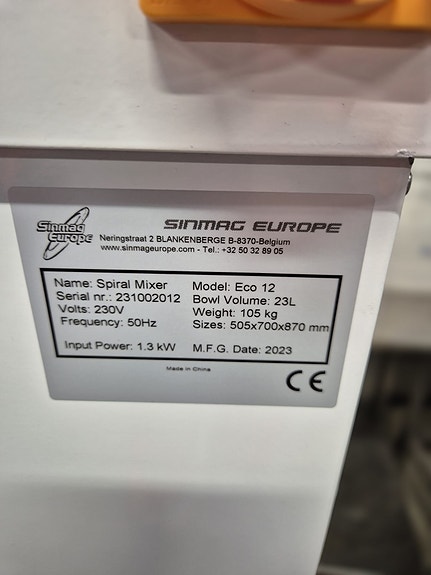 Sinmag
Europe
SINMAG EUROPE
Neringstraat 2 BLANKENBERGE B-8370-Belgium
www.sinmageurope.com - Tel.: +32 50 32 89 05
Name: Spiral Mixer
Serial nr.: 231002012
Volts: 230V
Frequency: 50Hz
Input Power: 1.3 kW
Model: Eco 12
Bowl Volume: 23L
Weight: 105 kg
Sizes: 505x700x870 mm
M.F.G. Date: 2023
Made in China
CE